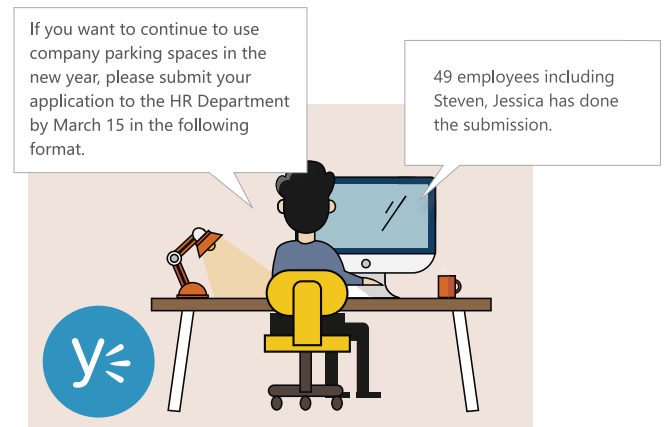 If you want to continue to use
company parking spaces in the
new year, please submit your
application to the HR Department
by March 15 in the following
format.
49 employees including
Steven, Jessica has done
the submission.
y